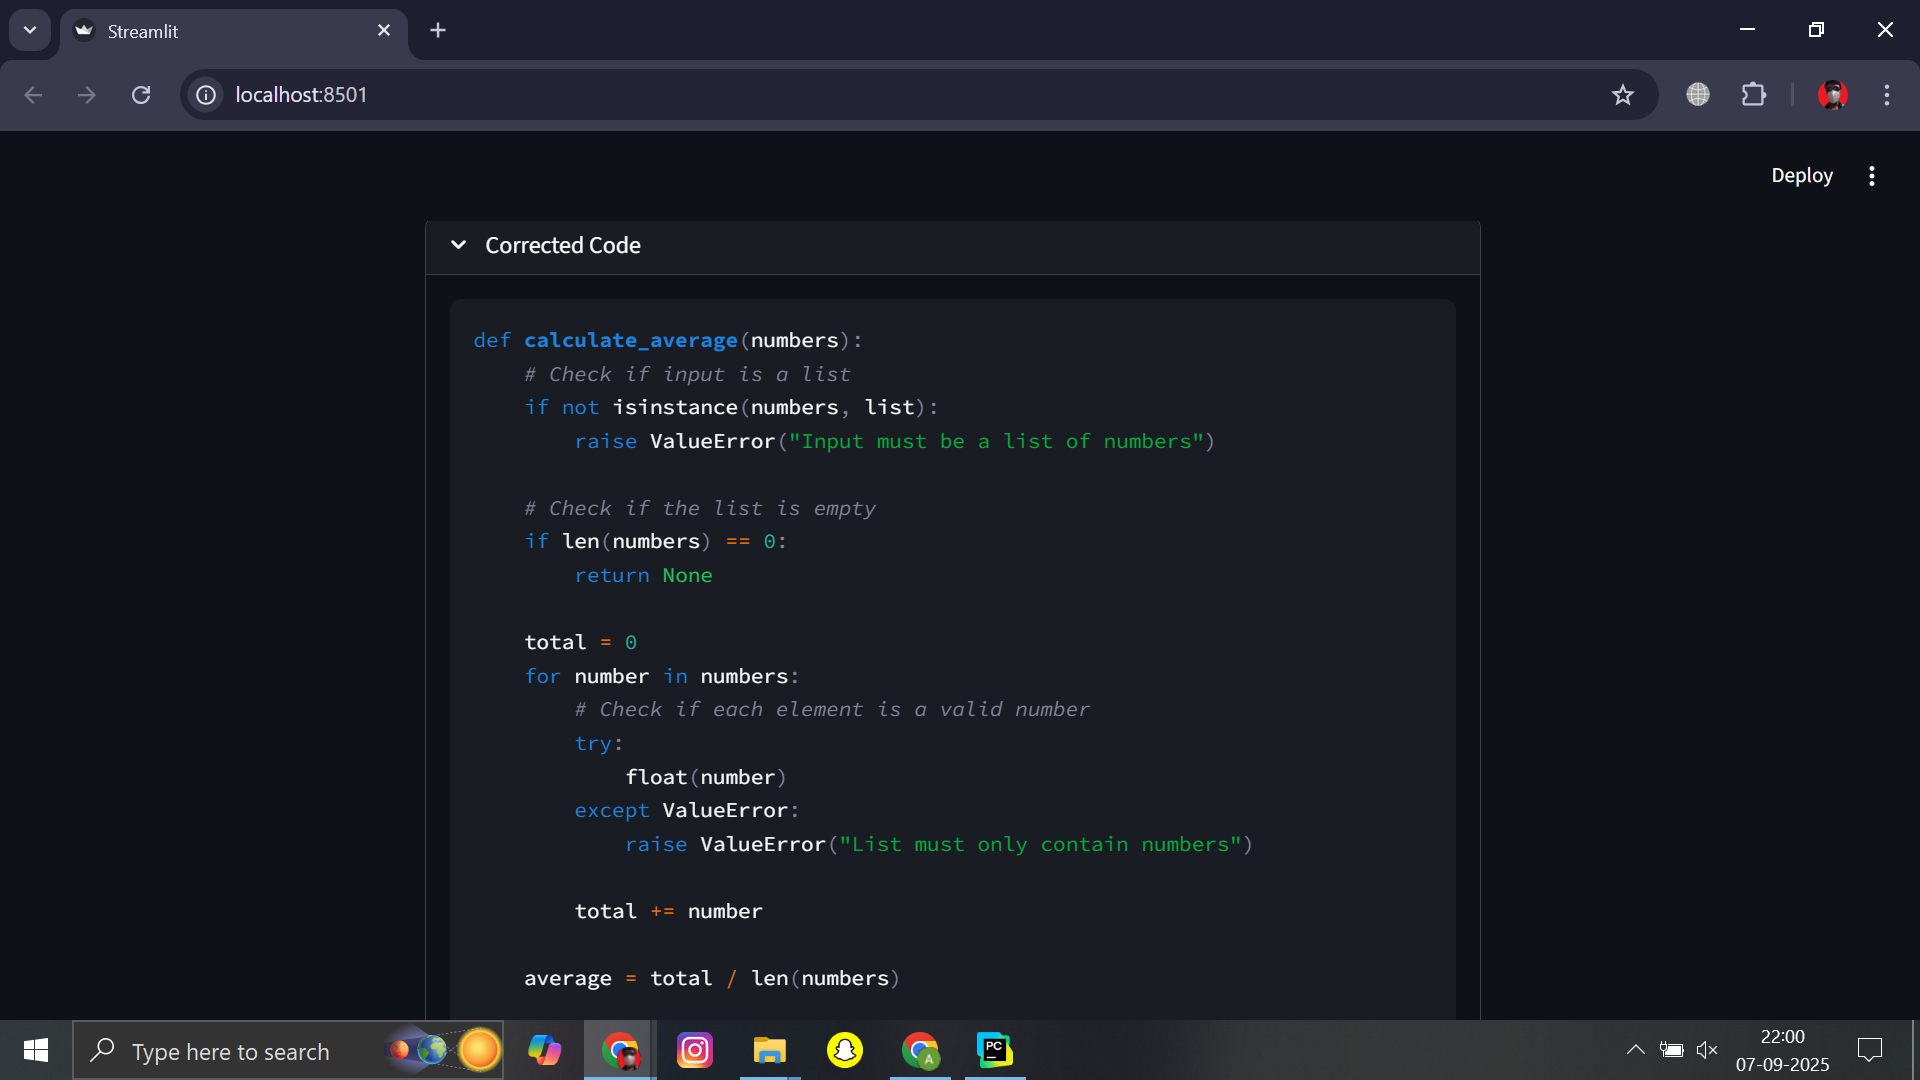 Streamlit
localhost:8501
Deploy
Corrected Code
def calculate_average(numbers):
    # Check if input is a list
    if not isinstance(numbers, list):
        raise ValueError("Input must be a list of numbers")
    # Check if the list is empty
    if len(numbers) == 0:
        return None
    total = 0
    for number in numbers:
        # Check if each element is a valid number
        try:
            float(number)
        except ValueError:
            raise ValueError("List must only contain numbers")
        total += number
    average = total / len(numbers)
Type here to search
A
PC
22:00
07-09-2025